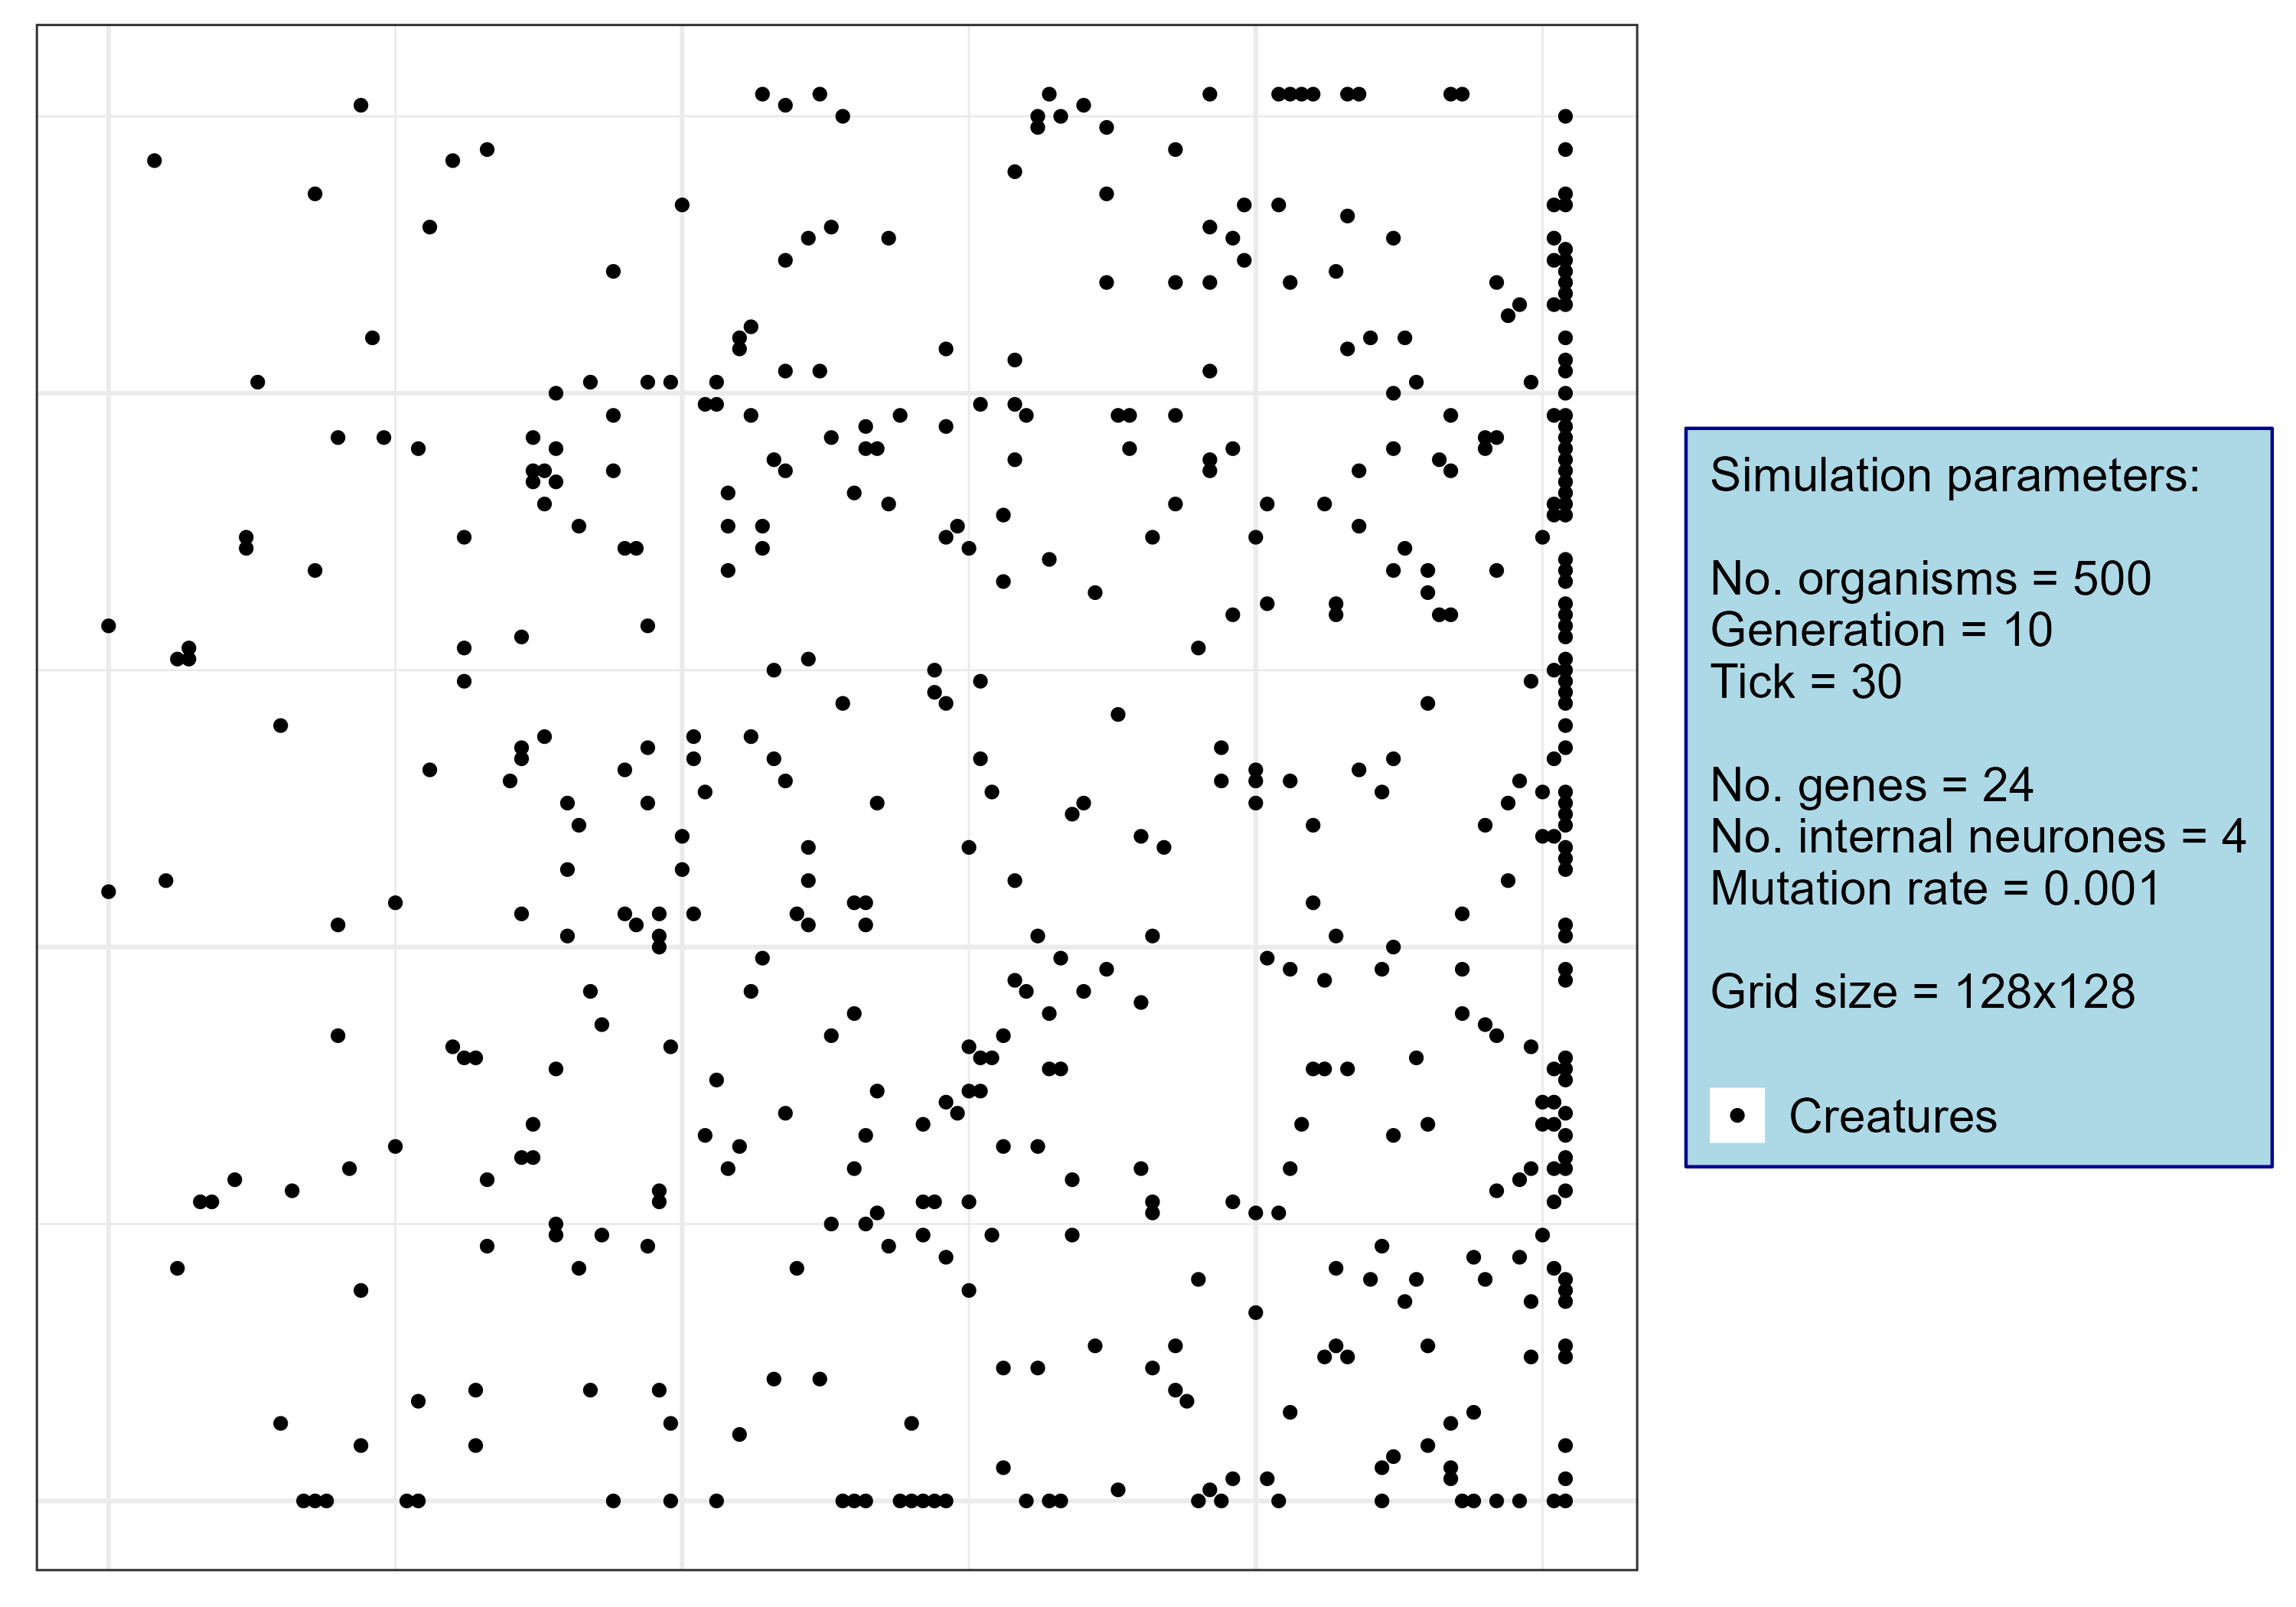 Simulation parameters:
No. organisms = 500
Generation = 10
Tick = 30
No. genes = 24
No. internal neurones = 4
Mutation rate = 0.001
Grid size = 128x128
Creatures